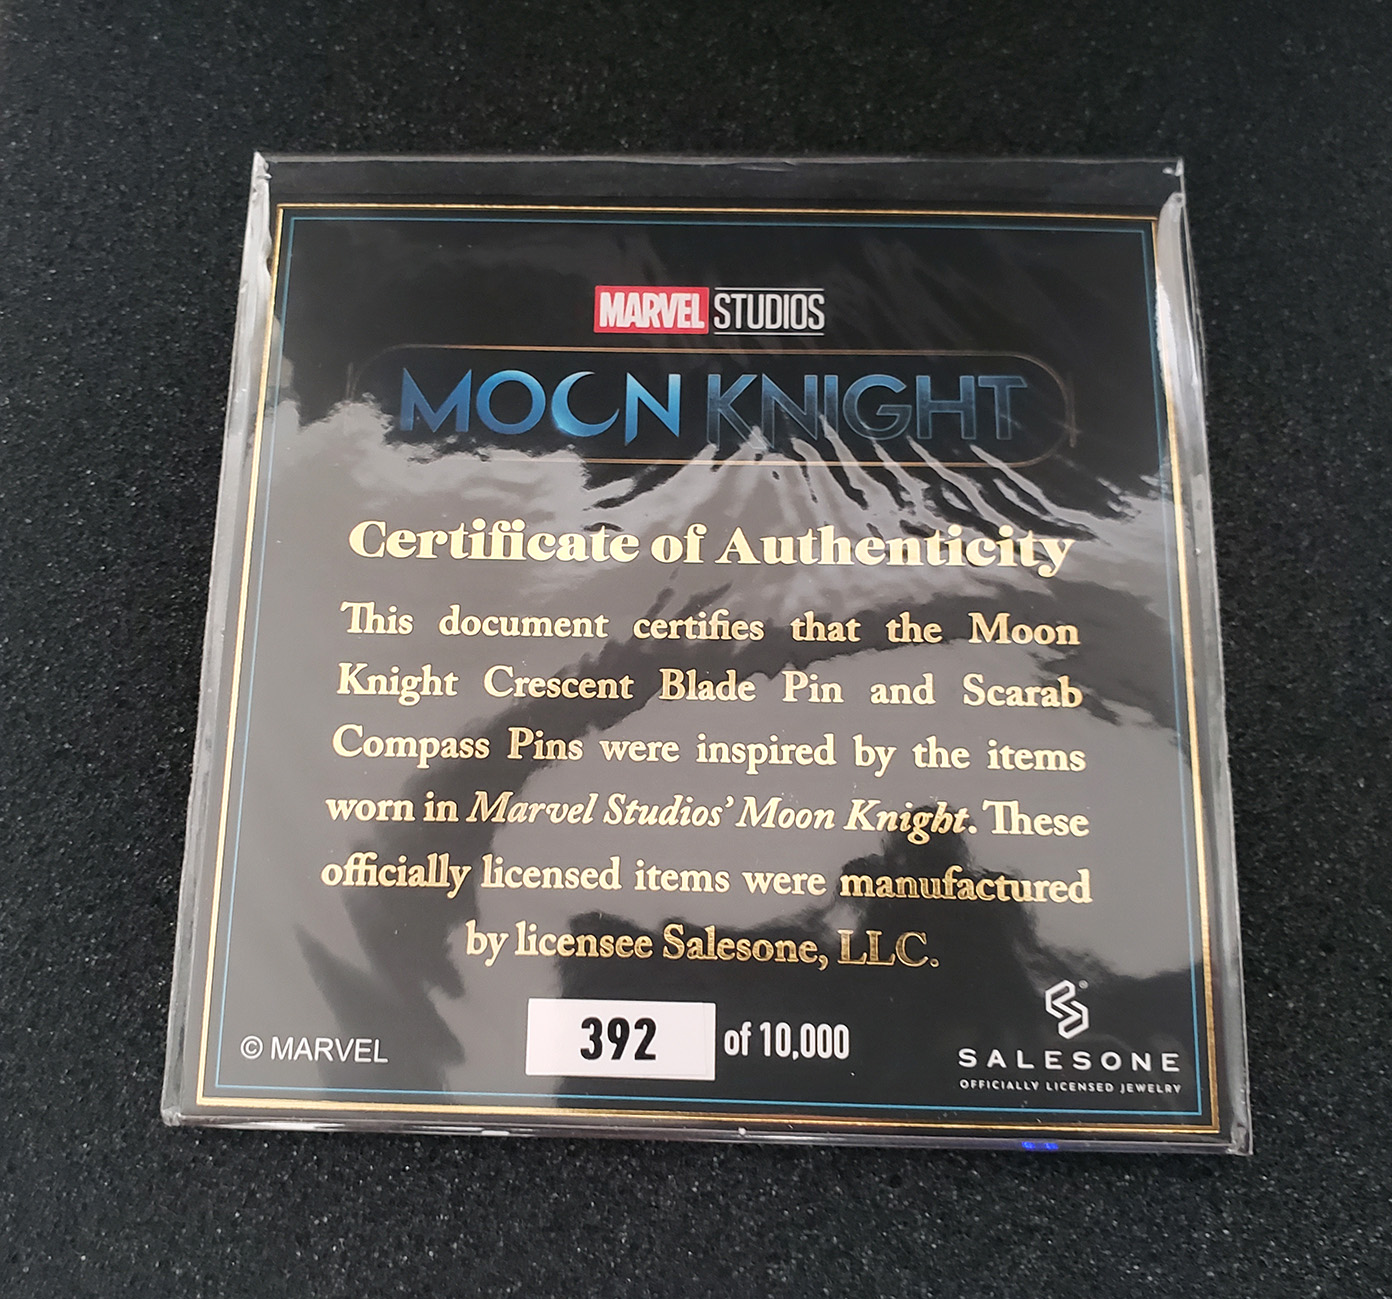 MARVEL STUDIOS
MOON KNIGHT
Certificate of Authenticity
This document certifies that the Moon
Knight Crescent Blade Pin and Scarab
Compass Pins were inspired by the items
worn in Marvel Studios’ Moon Knight. These
officially licensed items were manufactured
by licensee Salesone, LLC.
© MARVEL
392 of 10,000
SALESONE
OFFICIALLY LICENSED JEWELRY